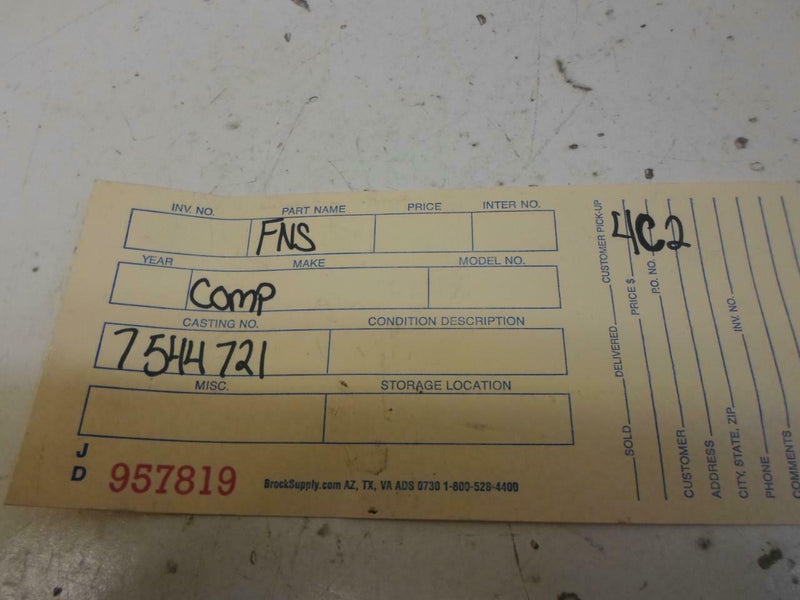 INV. NO. PART NAME PRICE INTER NO.
FNS
YEAR MAKE MODEL NO.
Comp
CASTING NO. CONDITION DESCRIPTION
7544721
MISC. STORAGE LOCATION
J
D 957819 BrockSupply.com AZ, TX, VA ADS 0730 1-800-528-4400
4C2
SOLD DELIVERED CUSTOMER PICK-UP
PRICE $
P.O. NO.
CUSTOMER
ADDRESS
CITY, STATE, ZIP INV. NO.
PHONE
COMMENTS